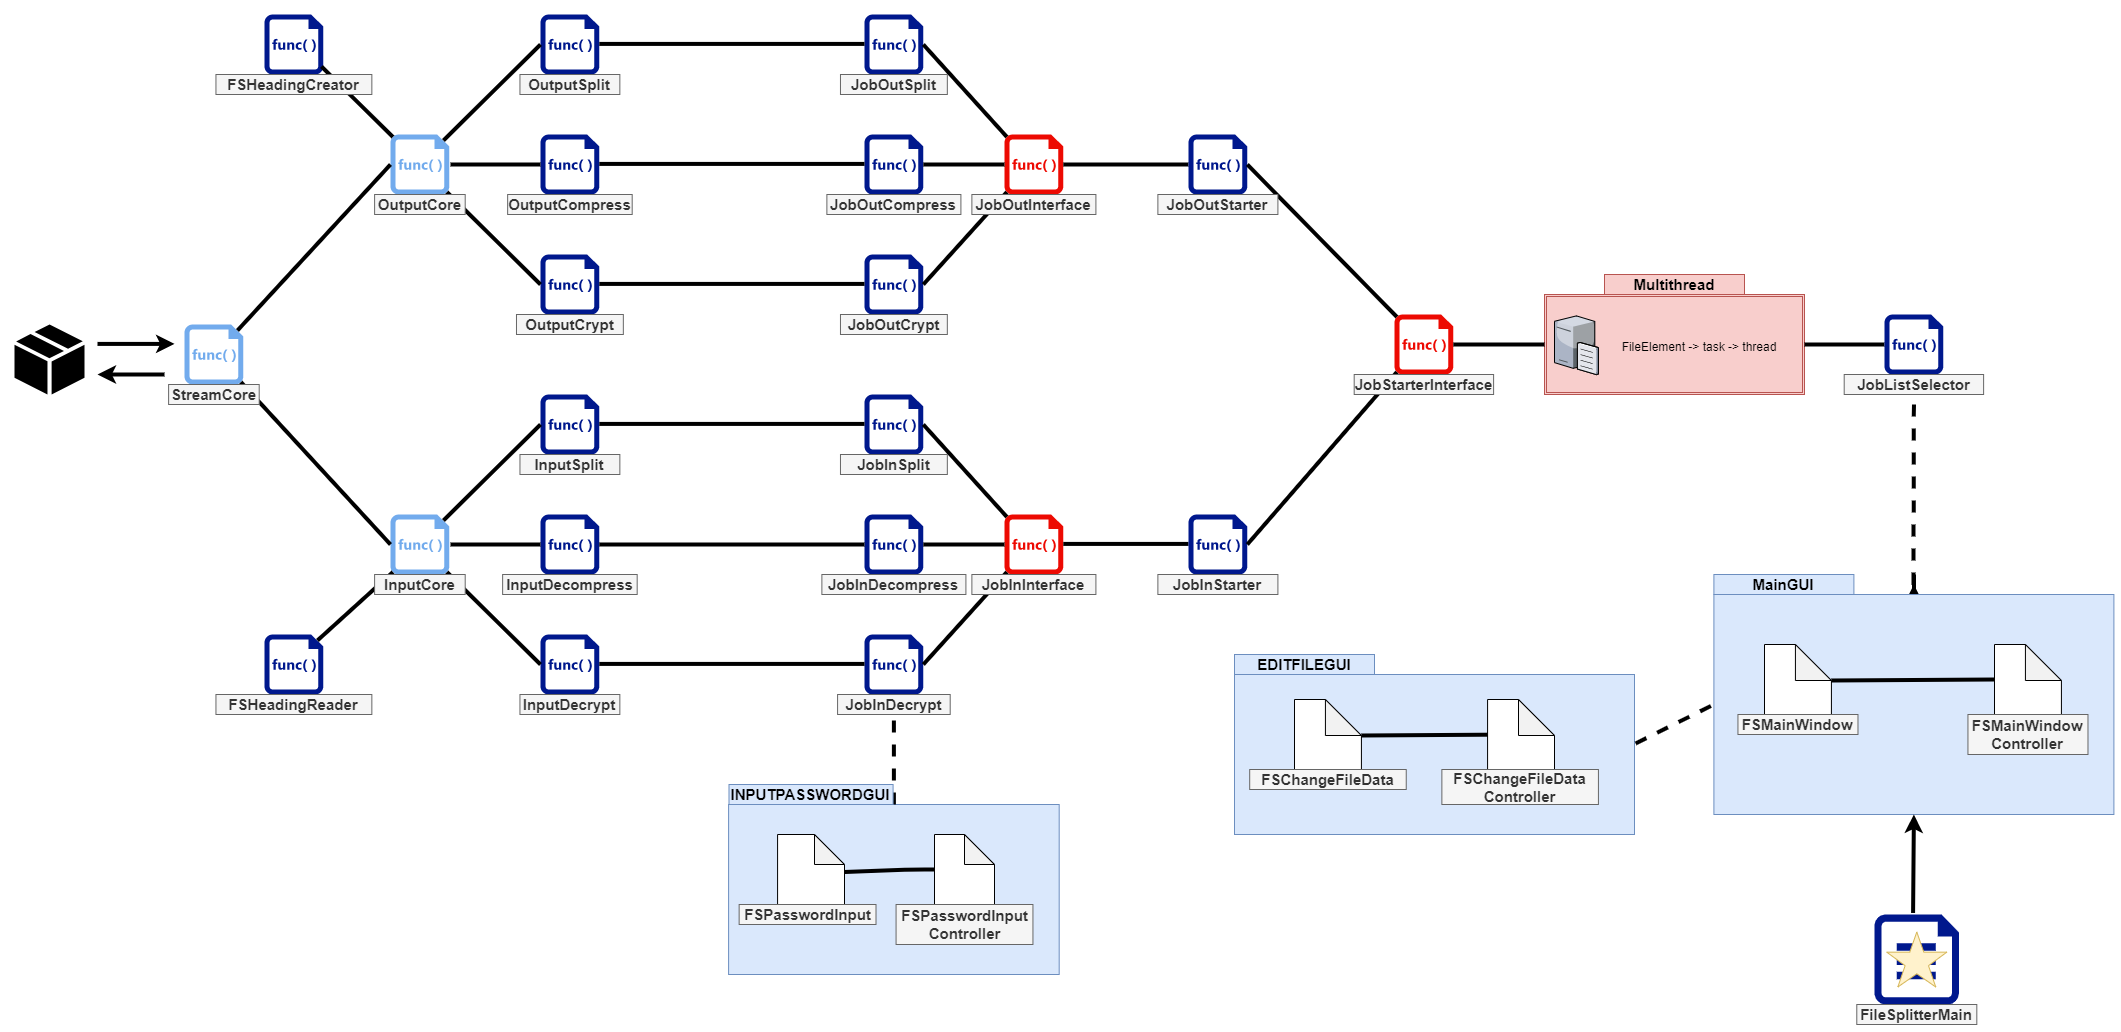 func( )
func( )
func( )
FSHeadingCreator
OutputSplit
JobOutSplit
func( )
func( )
func( )
func( )
func( )
OutputCore
OutputCompress
JobOutCompress
JobOutInterface
JobOutStarter
func( )
func( )
OutputCrypt
JobOutCrypt
Multithread
func( )
func( )
FileElement -> task -> thread
func( )
StreamCore
JobStarterInterface
JobListSelector
func( )
func( )
InputSplit
JobInSplit
func( )
func( )
func( )
func( )
func( )
InputCore
InputDecompress
JobInDecompress
JobInInterface
JobInStarter
MainGUI
func( )
func( )
func( )
FSHeadingReader
InputDecrypt
JobInDecrypt
EDITFILEGUI
FSMainWindow
FSMainWindow
Controller
FSChangeFileData
FSChangeFileData
Controller
INPUTPASSWORDGUI
FSPasswordInput
FSPasswordInput
Controller
FileSplitterMain